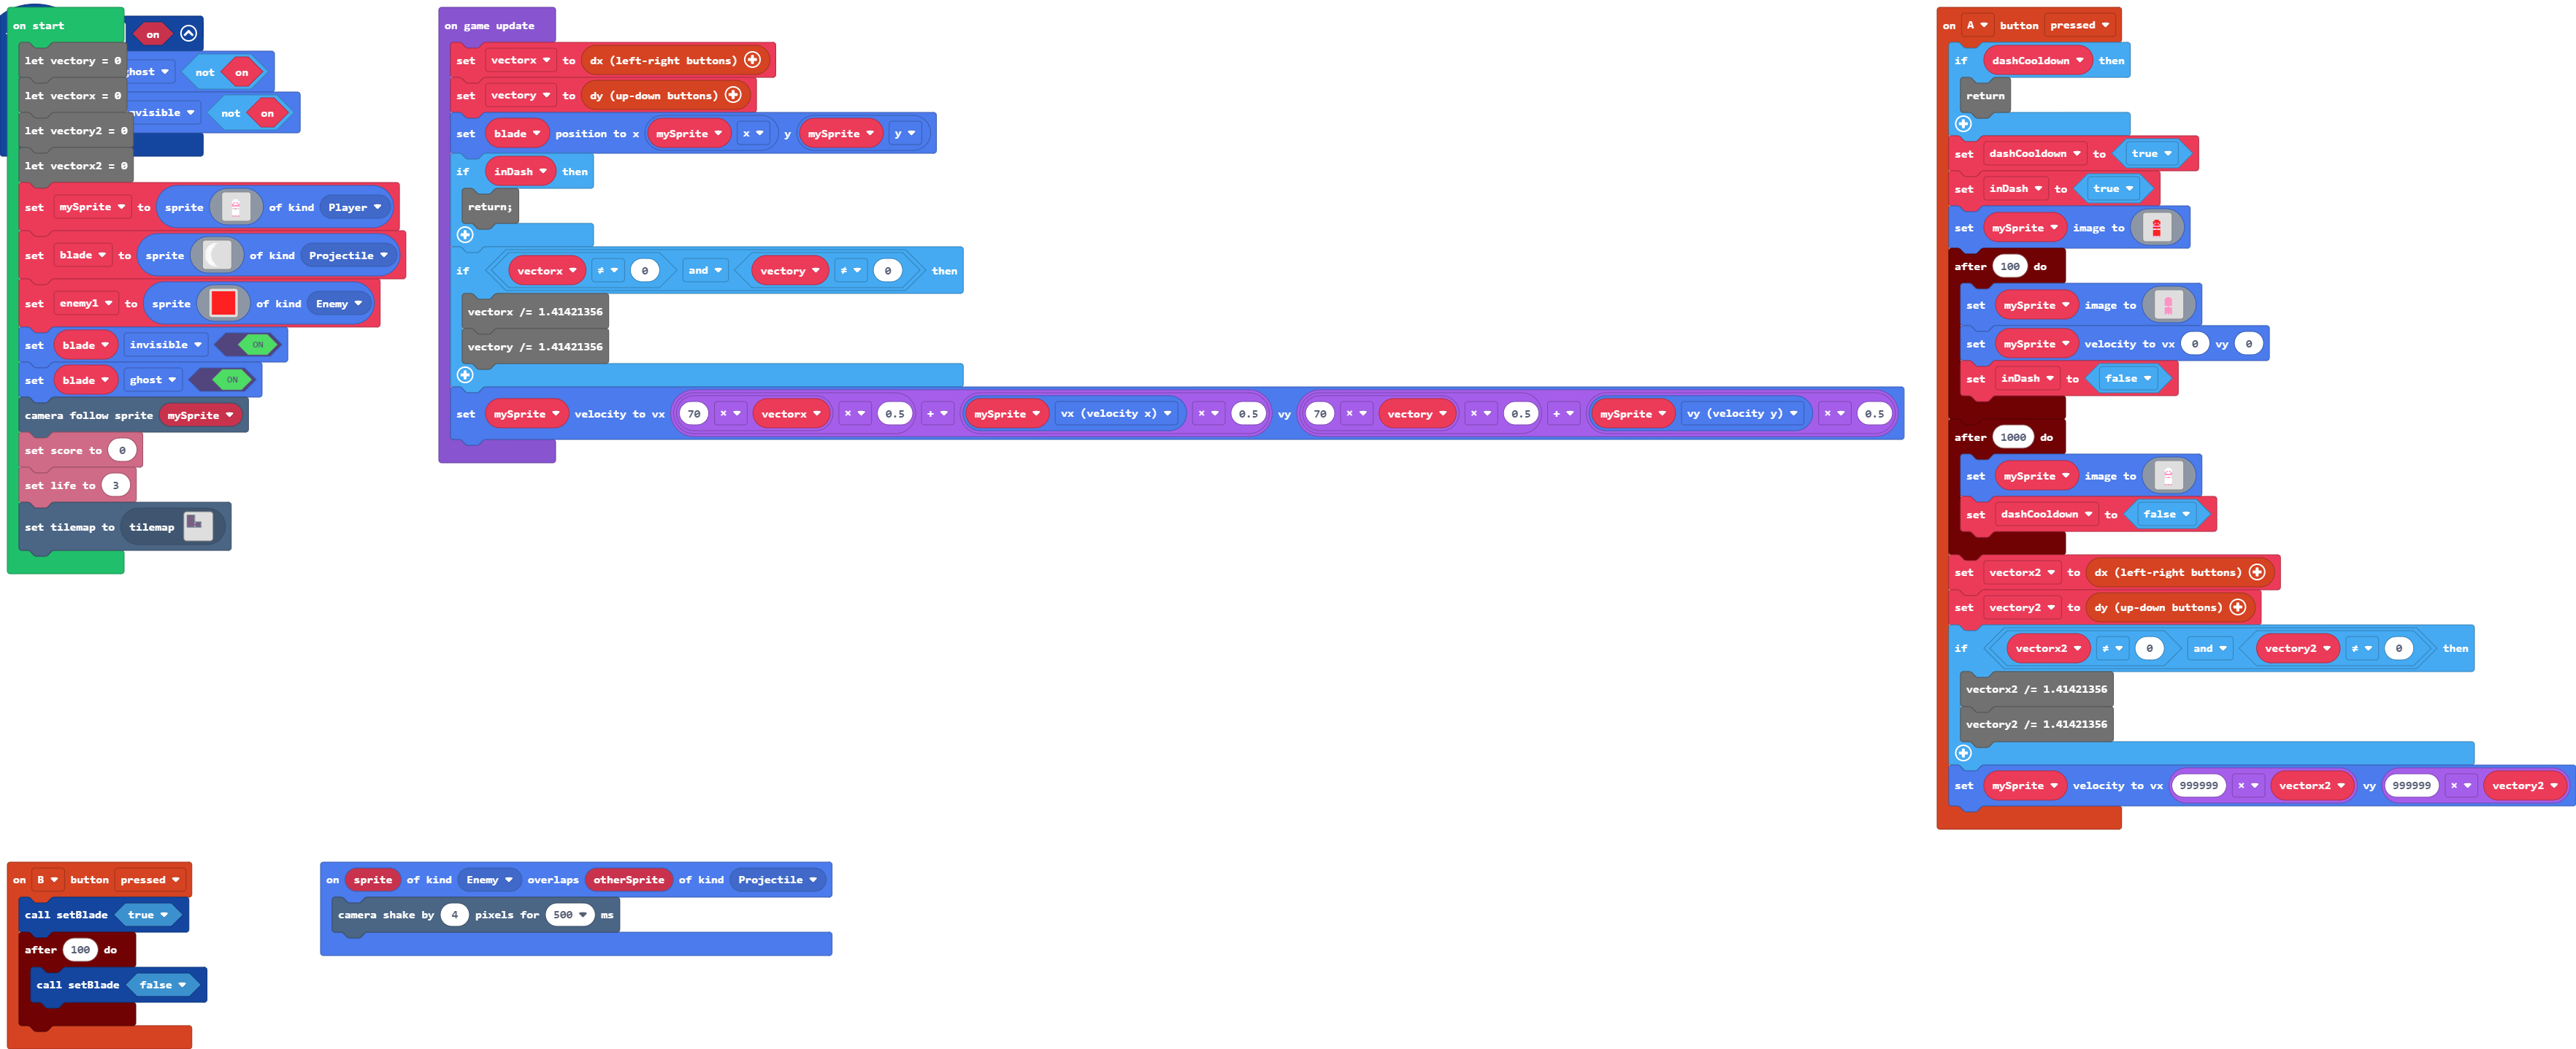 on start
on
let vectory = 0
ghost not on
let vectorx = 0
invisible not on
let vectory2 = 0
let vectorx2 = 0
set mySprite to sprite of kind Player
set blade to sprite of kind Projectile
set enemy1 to sprite of kind Enemy
set blade invisible ON
set blade ghost ON
camera follow sprite mySprite
set score to 0
set life to 3
set tilemap to tilemap
on game update
set vectorx to dx (left-right buttons)
set vectory to dy (up-down buttons)
set blade position to x mySprite x y mySprite y
if inDash then
return;
if vectorx ≠ 0 and vectory ≠ 0 then
vectorx /= 1.41421356
vectory /= 1.41421356
set mySprite velocity to vx 70 × vectorx × 0.5 + mySprite vx (velocity x) × 0.5 vy 70 × vectory × 0.5 + mySprite vy (velocity y) × 0.5
on A button pressed
if dashCooldown then
return
set dashCooldown to true
set inDash to true
set mySprite image to
after 100 do
set mySprite image to
set mySprite velocity to vx 0 vy 0
set inDash to false
after 1000 do
set mySprite image to
set dashCooldown to false
set vectorx2 to dx (left-right buttons)
set vectory2 to dy (up-down buttons)
if vectorx2 ≠ 0 and vectory2 ≠ 0 then
vectorx2 /= 1.41421356
vectory2 /= 1.41421356
set mySprite velocity to vx 999999 × vectorx2 vy 999999 × vectory2
on B button pressed
call setBlade true
after 100 do
call setBlade false
on sprite of kind Enemy overlaps otherSprite of kind Projectile
camera shake by 4 pixels for 500 ms